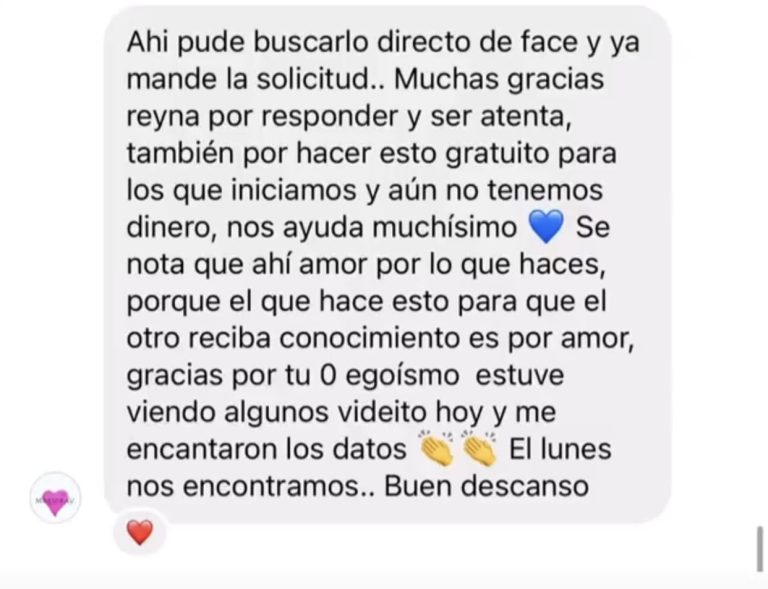 Ahi pude buscarlo directo de face y ya
mande la solicitud.. Muchas gracias
reyna por responder y ser atenta,
también por hacer esto gratuito para
los que iniciamos y aún no tenemos
dinero, nos ayuda muchísimo 💙 Se
nota que ahí amor por lo que haces,
porque el que hace esto para que el
otro reciba conocimiento es por amor,
gracias por tu 0 egoísmo  estuve
viendo algunos videito hoy y me
encantaron los datos 👏👏 El lunes
nos encontramos.. Buen descanso
❤️